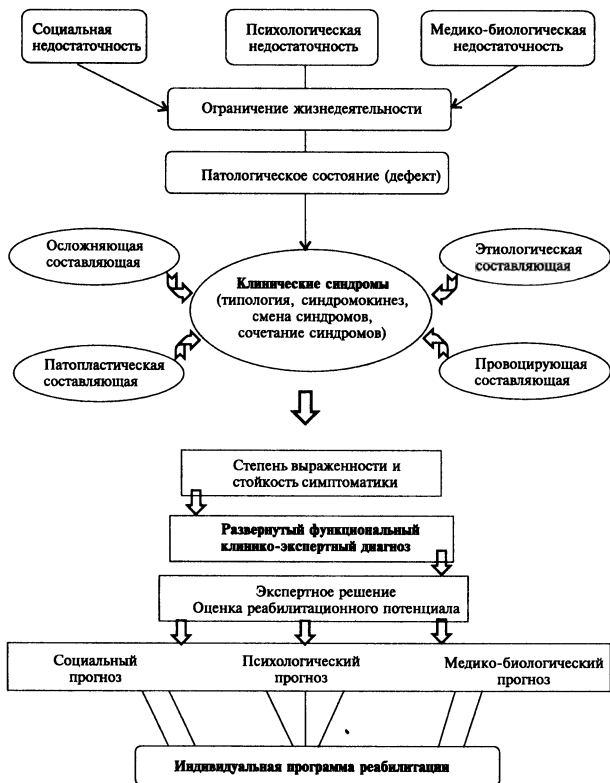 Социальная
недостаточность
Психологическая
недостаточность
Медико-биологическая
недостаточность
Ограничение жизнедеятельности
Патологическое состояние (дефект)
Осложняющая
составляющая
Этиологическая
составляющая
Клинические синдромы
(типология, синдромокинез,
смена синдромов,
сочетание синдромов)
Патопластическая
составляющая
Провоцирующая
составляющая
Степень выраженности и
стойкость симптоматики
Развернутый функциональный
клинико-экспертный диагноз
Экспертное решение
Оценка реабилитационного потенциала
Социальный
прогноз
Психологический
прогноз
Медико-биологический
прогноз
Индивидуальная программа реабилитации